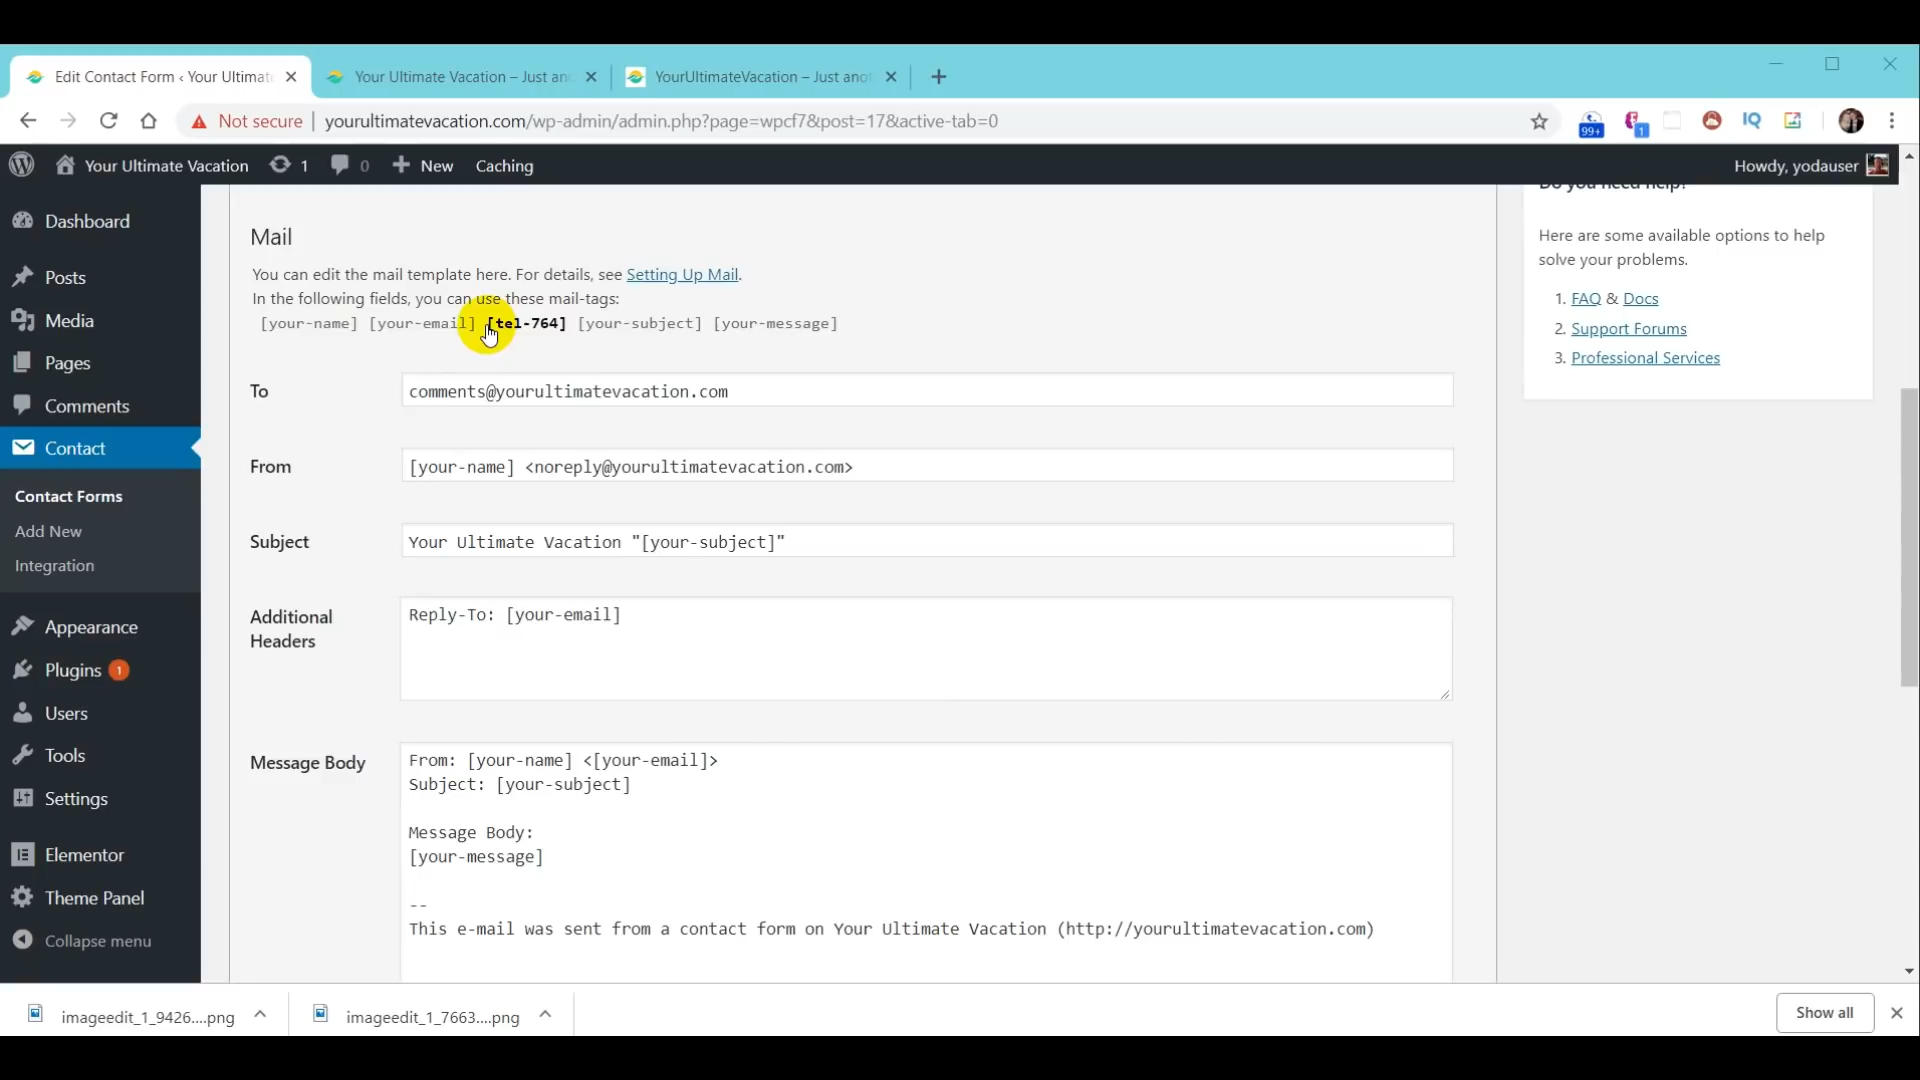 Edit Contact Form ‹ Your Ultimat
Your Ultimate Vacation – Just an
YourUltimateVacation – Just anot
Not secure | yourultimatevacation.com/wp-admin/admin.php?page=wpcf7&post=17&active-tab=0
99+
1
IQ
Your Ultimate Vacation
1
0
New
Caching
Howdy, yodauser
Dashboard
Posts
Media
Pages
Comments
Contact
Contact Forms
Add New
Integration
Appearance
Plugins 1
Users
Tools
Settings
Elementor
Theme Panel
Collapse menu
Mail
You can edit the mail template here. For details, see Setting Up Mail.
In the following fields, you can use these mail-tags:
[your-name] [your-email] [tel-764] [your-subject] [your-message]
To
comments@yourultimatevacation.com
From
[your-name] <noreply@yourultimatevacation.com>
Subject
Your Ultimate Vacation "[your-subject]"
Additional
Headers
Reply-To: [your-email]
Message Body
From: [your-name] <[your-email]>
Subject: [your-subject]
Message Body:
[your-message]
--
This e-mail was sent from a contact form on Your Ultimate Vacation (http://yourultimatevacation.com)
Do you need help?
Here are some available options to help
solve your problems.
1. FAQ & Docs
2. Support Forums
3. Professional Services
imageedit_1_9426....png
imageedit_1_7663....png
Show all